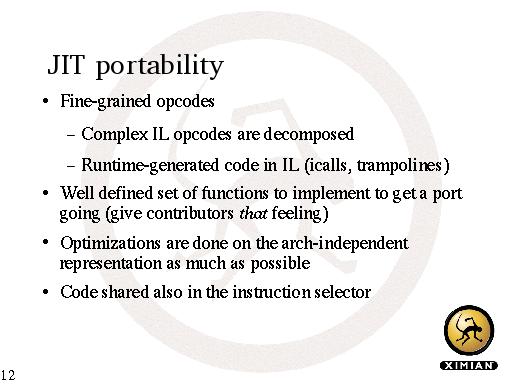 JIT portability
• Fine-grained opcodes
– Complex IL opcodes are decomposed
– Runtime-generated code in IL (icalls, trampolines)
• Well defined set of functions to implement to get a port
going (give contributors that feeling)
• Optimizations are done on the arch-independent
representation as much as possible
• Code shared also in the instruction selector
XIMIAN
12